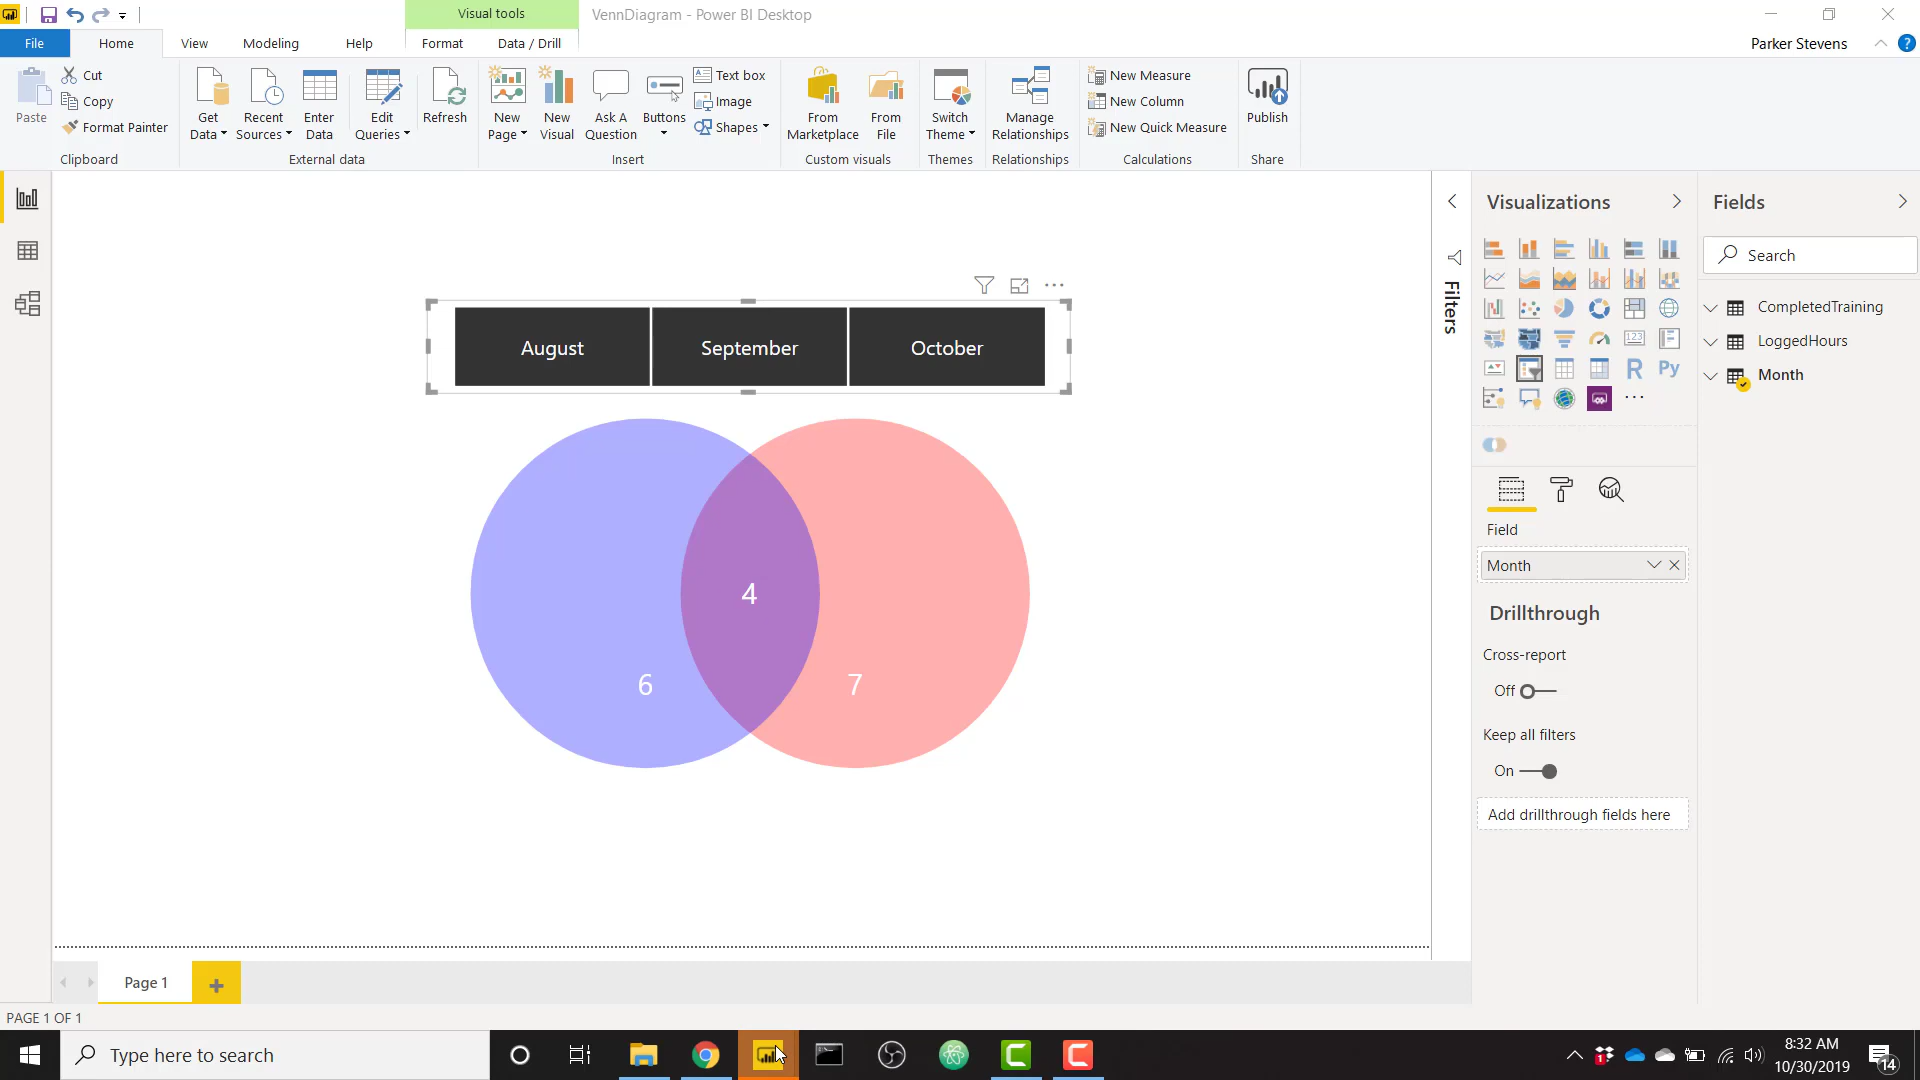 Visual tools
VennDiagram - Power BI Desktop
File
Home
View
Modeling
Help
Format
Data / Drill
Parker Stevens
?
Paste
Cut
Copy
Format Painter
Clipboard
Get Data
Recent Sources
Enter Data
Edit Queries
Refresh
External data
New Page
New Visual
Ask A Question
Buttons
Text box
Image
Shapes
Insert
From Marketplace
From File
Custom visuals
Switch Theme
Themes
Manage Relationships
Relationships
New Measure
New Column
New Quick Measure
Calculations
Publish
Share
August
September
October
4
6
7
Filters
Visualizations
123
R
Py
Field
Month
Drillthrough
Cross-report
Off
Keep all filters
On
Add drillthrough fields here
Fields
Search
CompletedTraining
LoggedHours
Month
Page 1
PAGE 1 OF 1
Type here to search
1
8:32 AM
10/30/2019
14